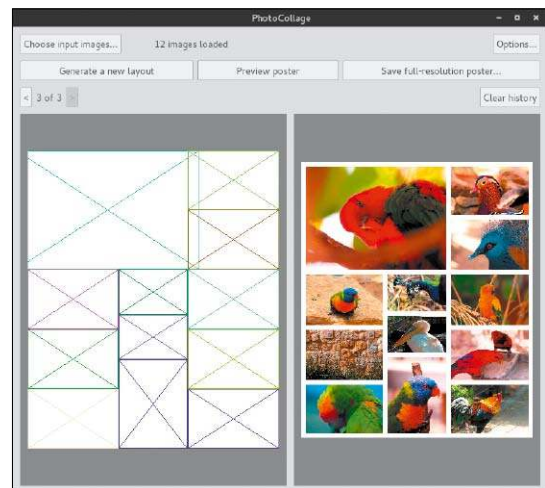 PhotoCollage
Choose input images... 12 images loaded Options...
Generate a new layout Preview poster Save full-resolution poster...
< 3 of 3 > Clear history